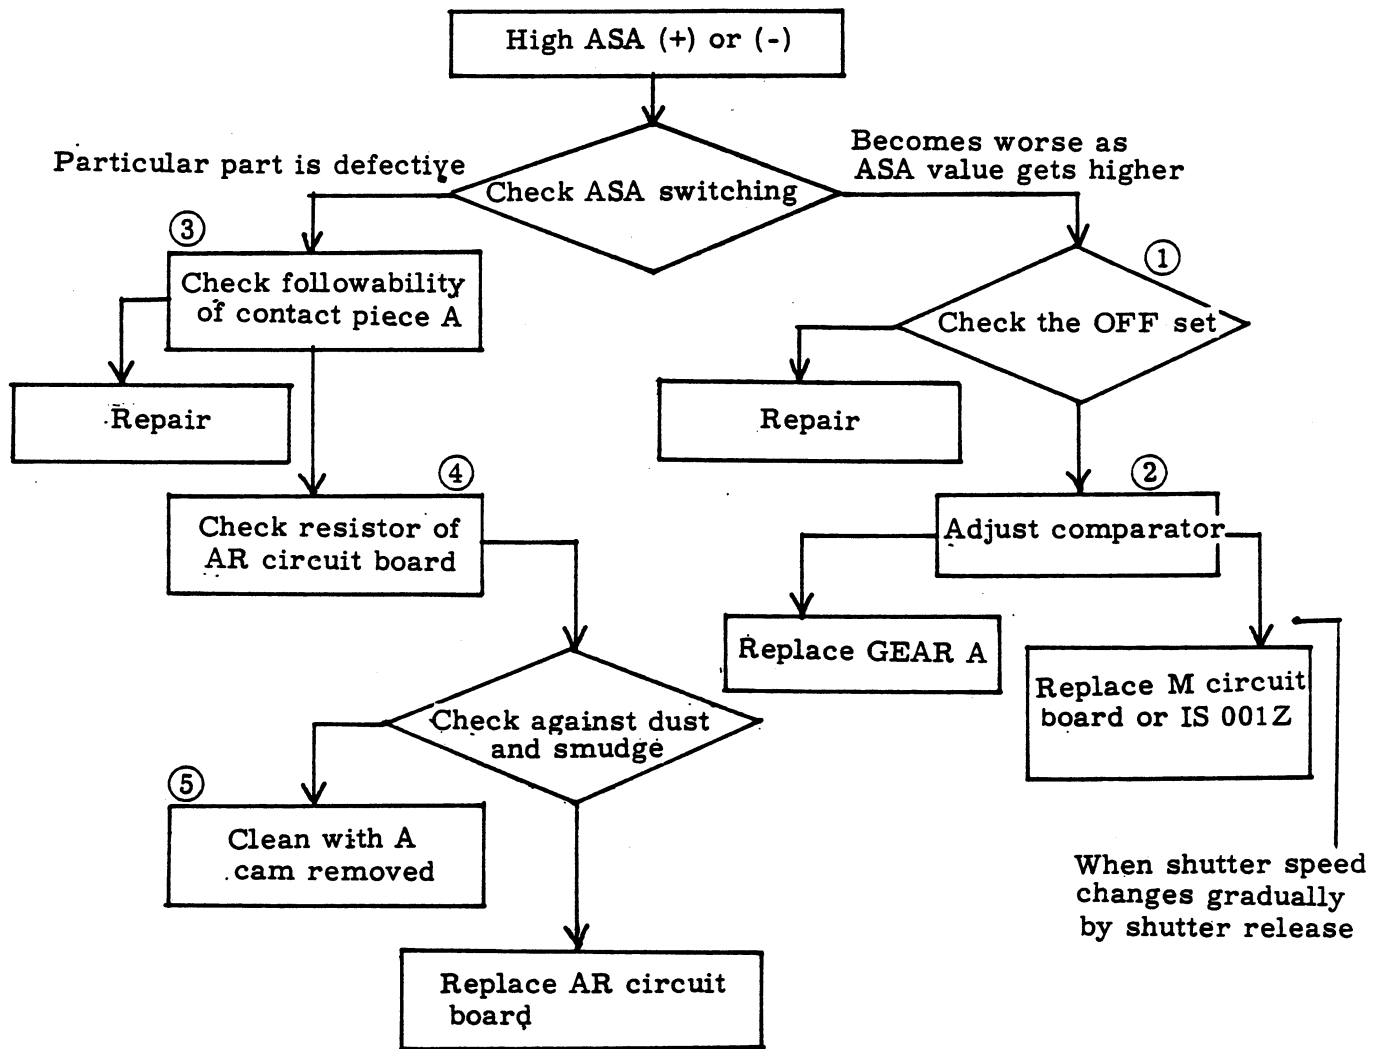 High ASA (+) or (-)
Particular part is defective
Check ASA switching
Becomes worse as
ASA value gets higher
③
Check followability
of contact piece A
①
Check the OFF set
Repair
Repair
④
Check resistor of
AR circuit board
②
Adjust comparator
Replace GEAR A
Replace M circuit
board or IS 001Z
Check against dust
and smudge
⑤
Clean with A
cam removed
When shutter speed
changes gradually
by shutter release
Replace AR circuit
board